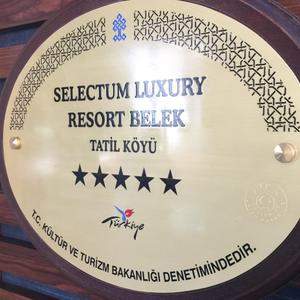 SELECTUM LUXURY
RESORT BELEK
TATİL KÖYÜ
Türkiye
T.C. KÜLTÜR VE TURİZM BAKANLIĞI DENETİMİNDEDİR.